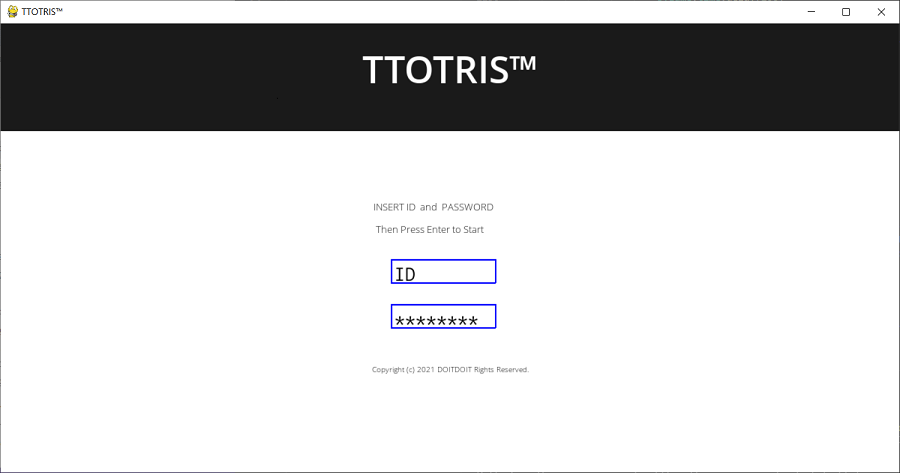 TTOTRIS™
TTOTRIS™
INSERT ID and PASSWORD
Then Press Enter to Start
ID
********
Copyright (c) 2021 DOITDOIT Rights Reserved.